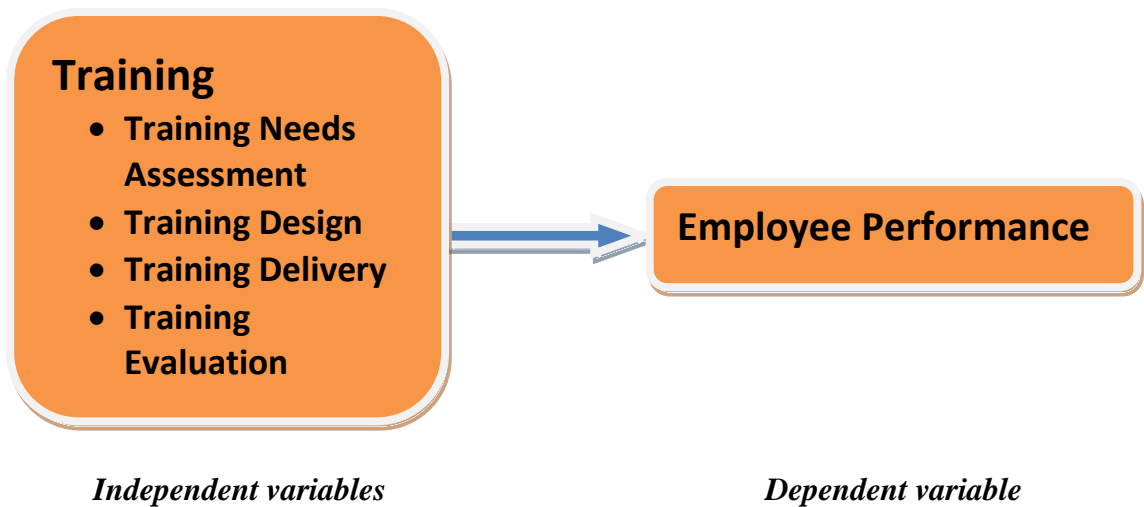 Training
• Training Needs
Assessment
• Training Design
• Training Delivery
• Training
Evaluation
Employee Performance
Independent variables
Dependent variable